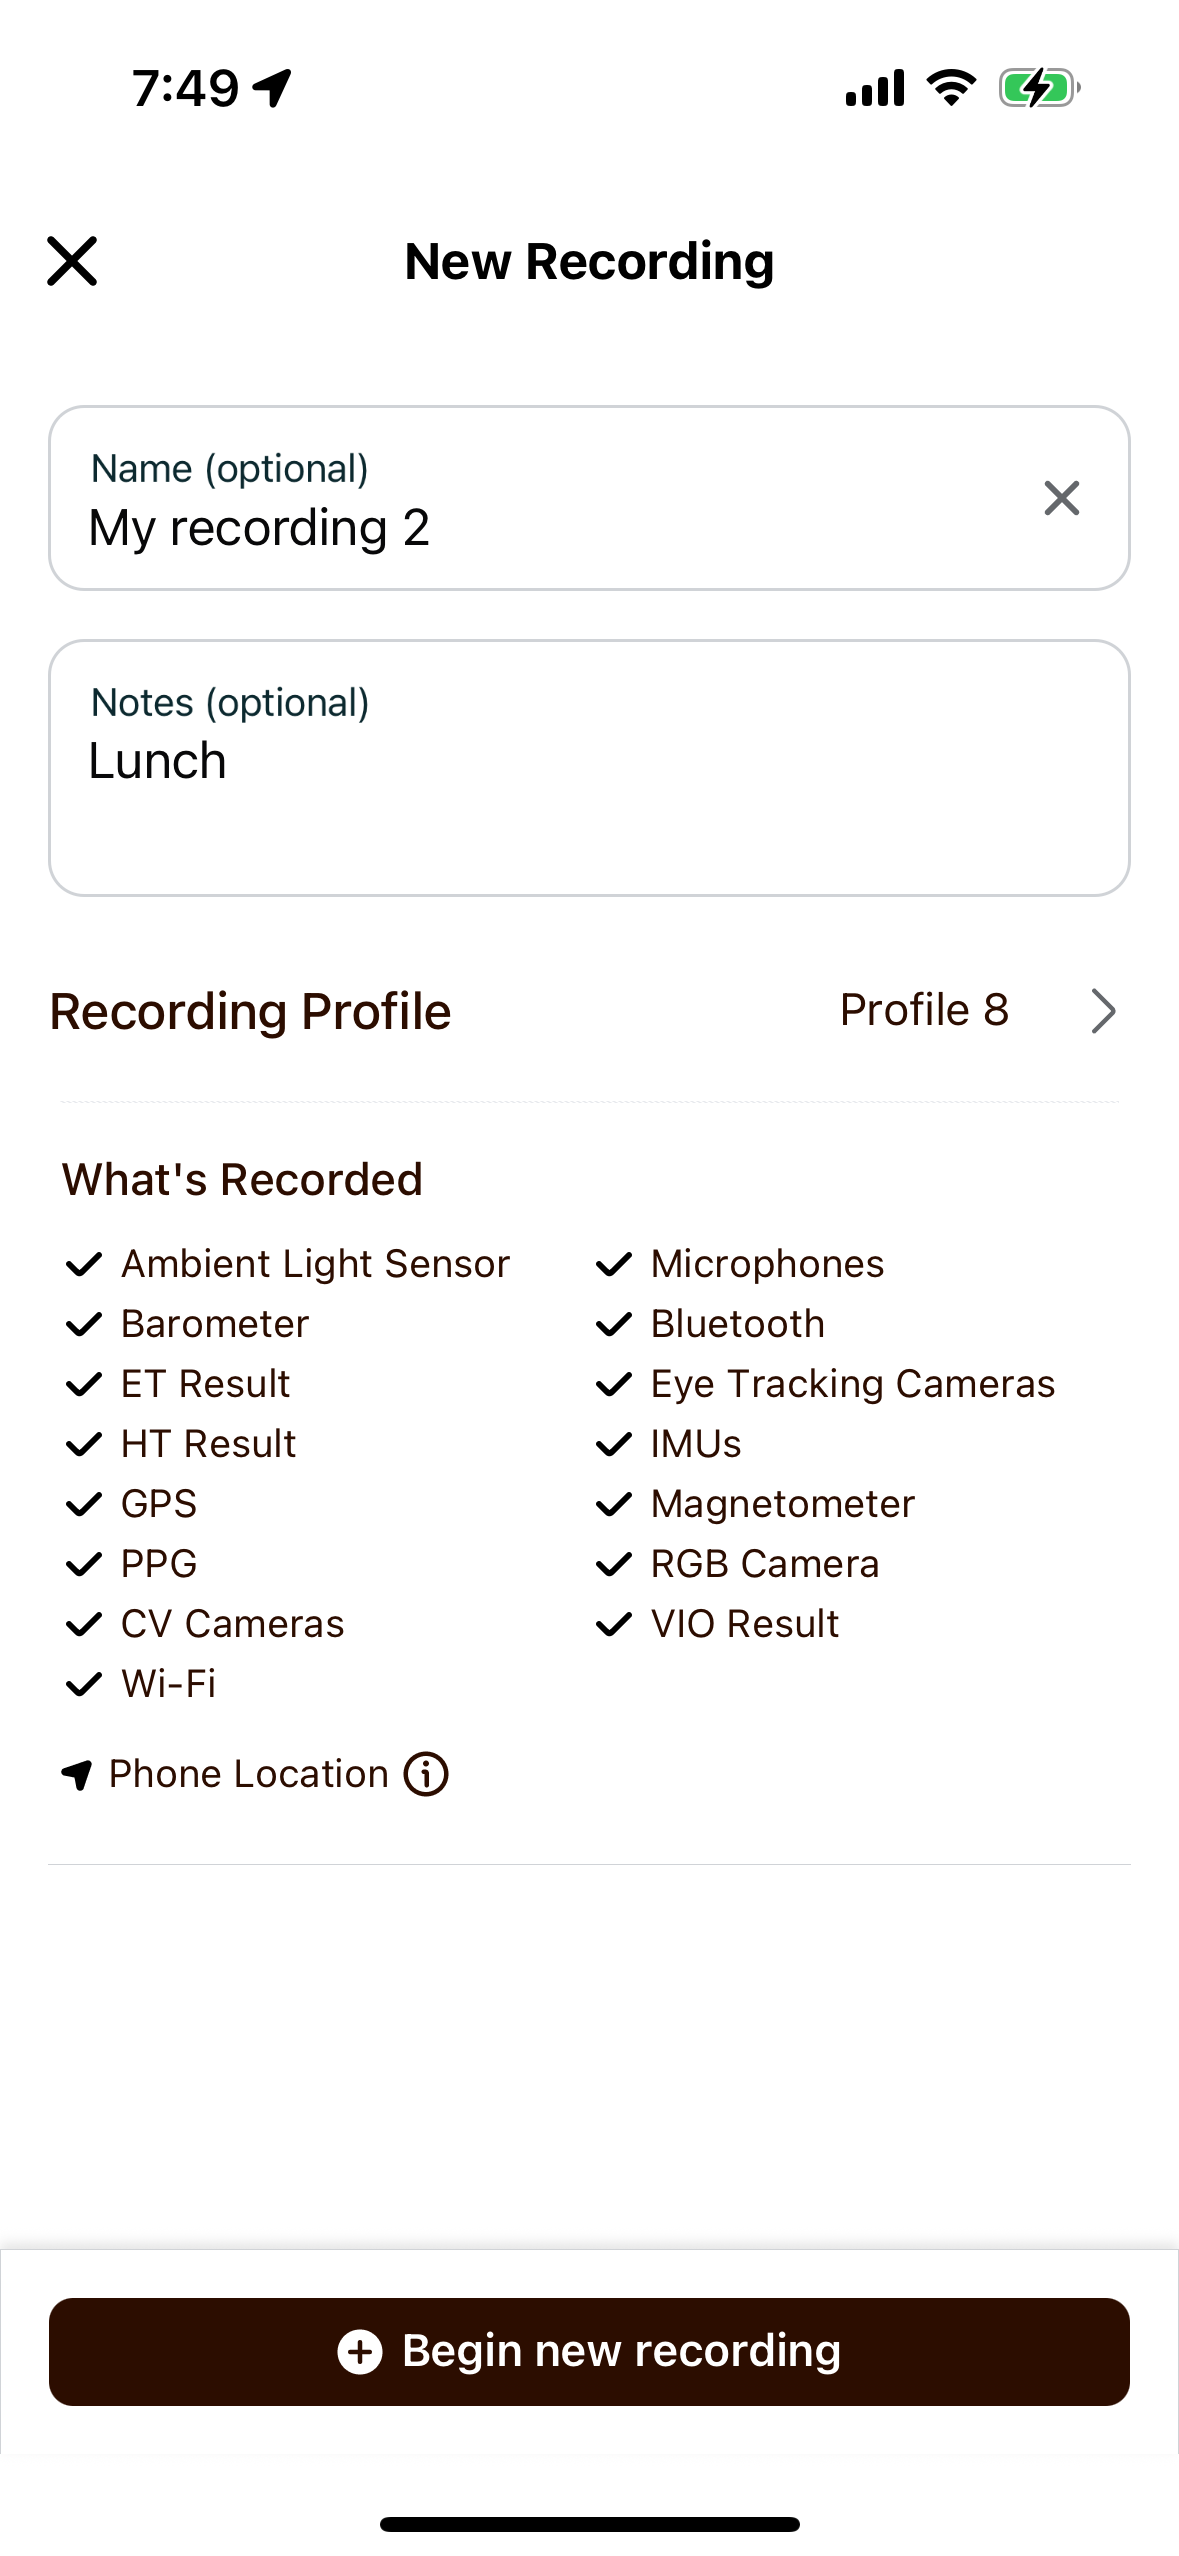 7:49
New Recording
Name (optional)
My recording 2
Notes (optional)
Lunch
Recording Profile Profile 8
What's Recorded
Ambient Light Sensor Microphones
Barometer Bluetooth
ET Result Eye Tracking Cameras
HT Result IMUs
GPS Magnetometer
PPG RGB Camera
CV Cameras VIO Result
Wi-Fi
Phone Location
Begin new recording